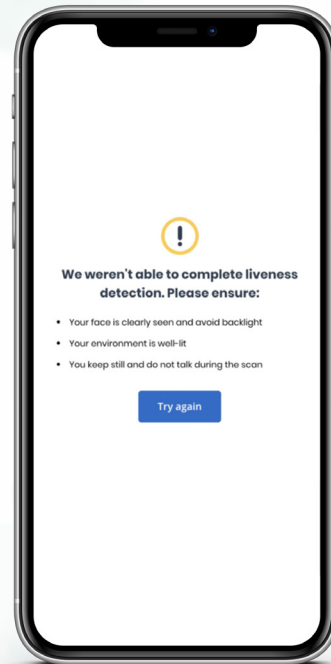 !
We weren't able to complete liveness
detection. Please ensure:
• Your face is clearly seen and avoid backlight
• Your environment is well-lit
• You keep still and do not talk during the scan
Try again